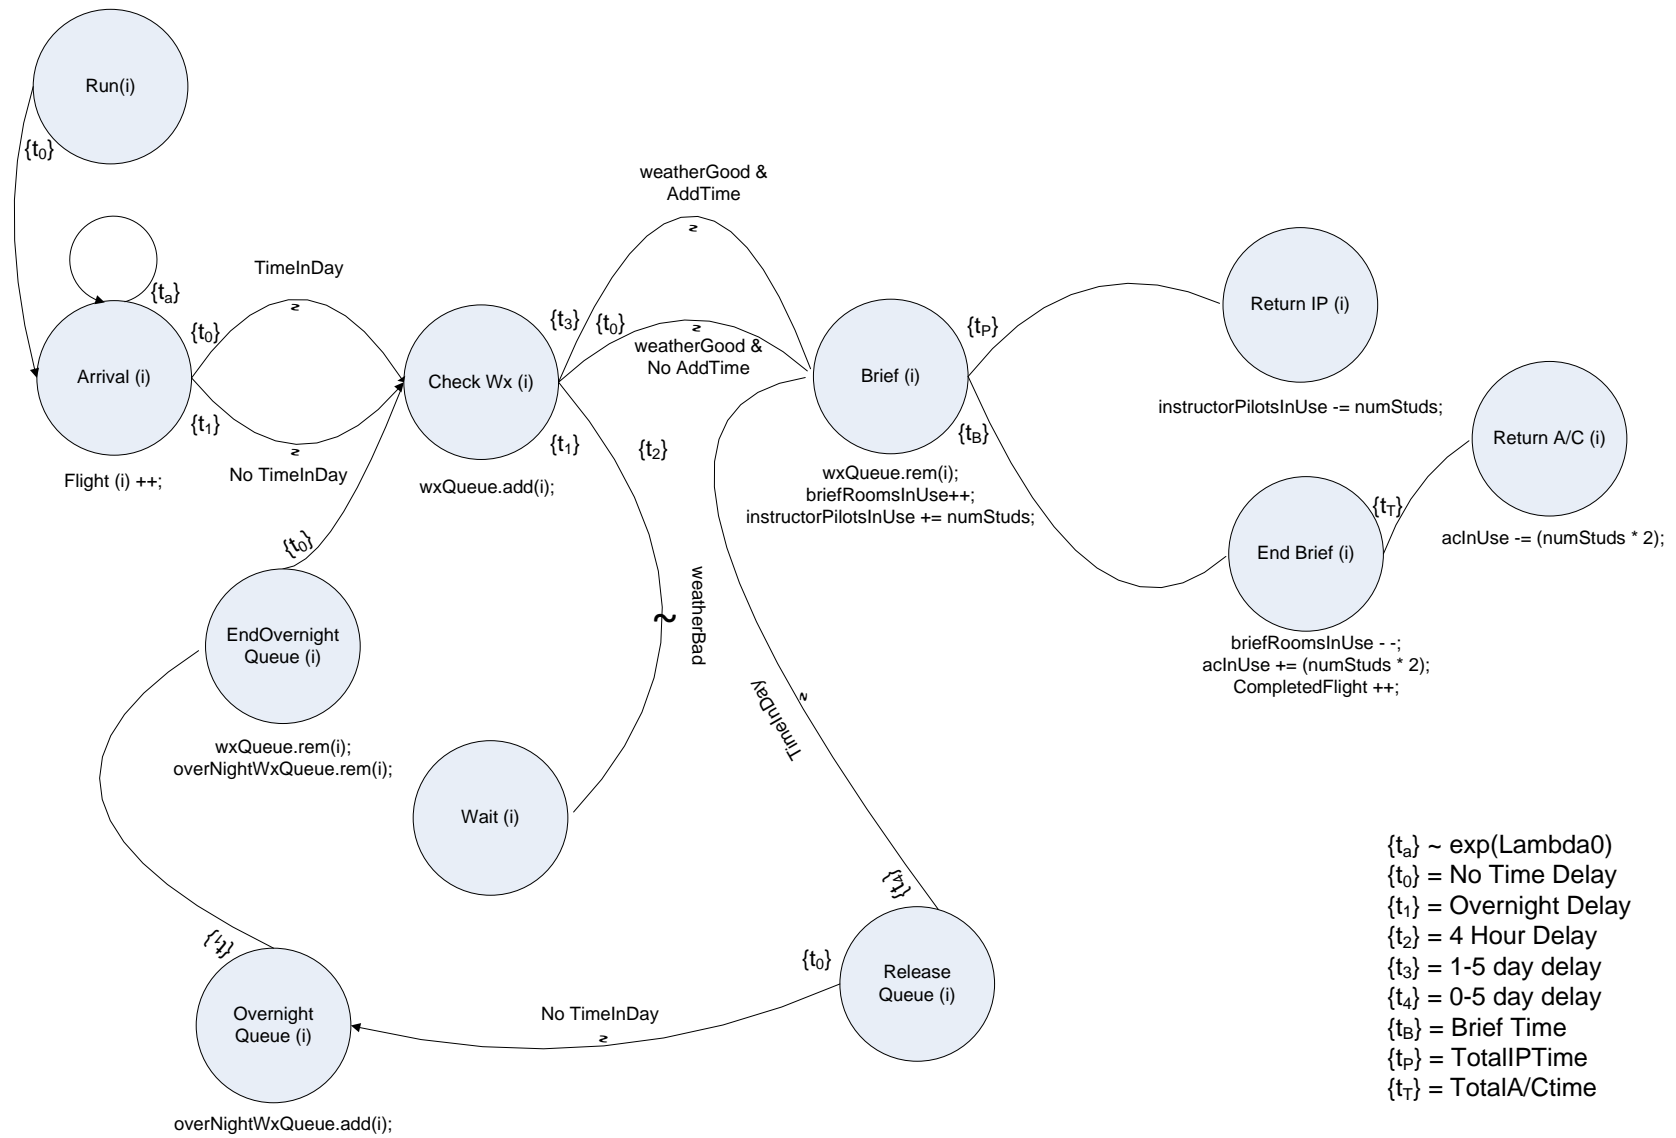 Run(i)
{t0}
{ta}
Arrival (i)
Flight (i) ++;
{t0}
TimeInDay
{t1}
No TimeInDay
Check Wx (i)
wxQueue.add(i);
{t3}
{t0}
{t1}
{t2}
weatherGood &
AddTime
weatherGood &
No AddTime
weatherBad
Brief (i)
wxQueue.rem(i);
briefRoomsInUse++;
instructorPilotsInUse += numStuds;
{tP}
{tB}
Return IP (i)
instructorPilotsInUse -= numStuds;
End Brief (i)
briefRoomsInUse - -;
acInUse += (numStuds * 2);
CompletedFlight ++;
{tT}
Return A/C (i)
acInUse -= (numStuds * 2);
{t0}
EndOvernight
Queue (i)
wxQueue.rem(i);
overNightWxQueue.rem(i);
Wait (i)
TimeInDay
{t4}
Release
Queue (i)
{t0}
No TimeInDay
{t1}
Overnight
Queue (i)
overNightWxQueue.add(i);
{ta} ~ exp(Lambda0)
{t0} = No Time Delay
{t1} = Overnight Delay
{t2} = 4 Hour Delay
{t3} = 1-5 day delay
{t4} = 0-5 day delay
{tB} = Brief Time
{tP} = TotalIPTime
{tT} = TotalA/Ctime